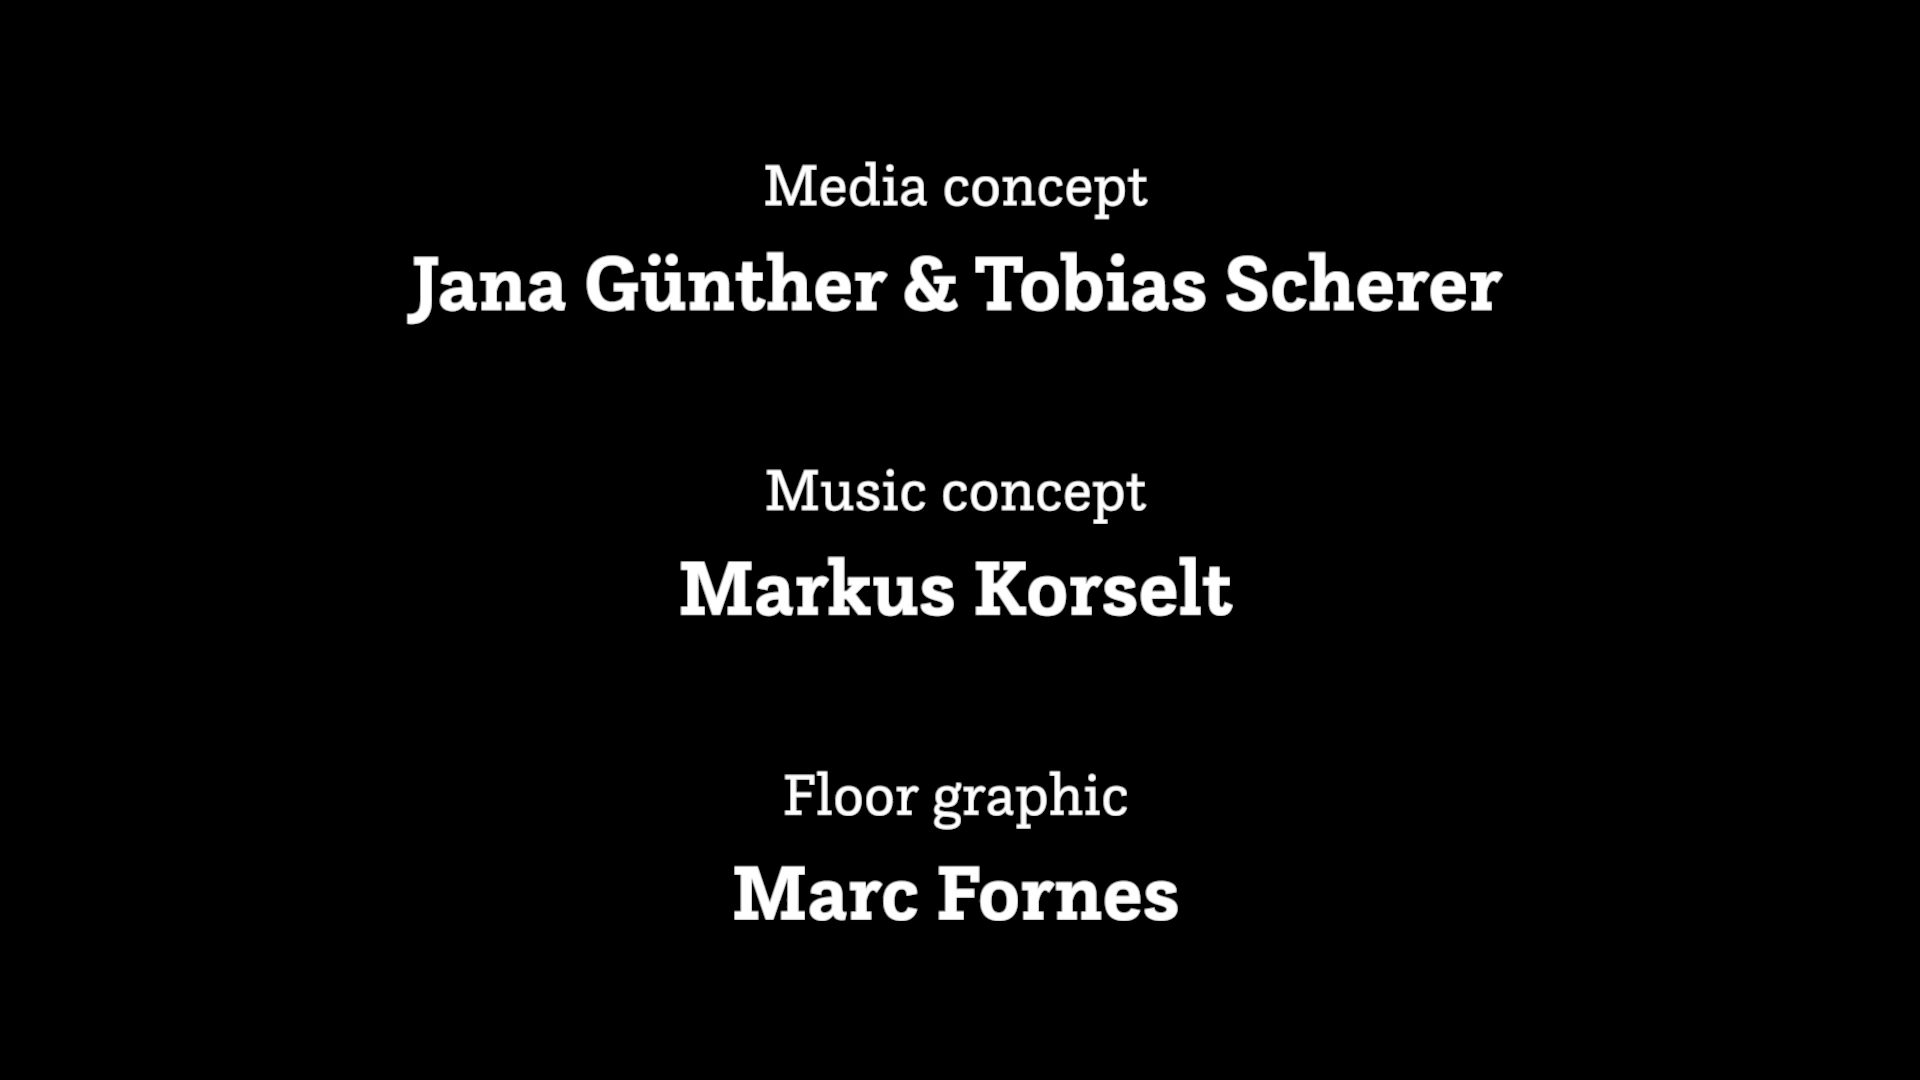 Media concept
Jana Günther & Tobias Scherer
Music concept
Markus Korselt
Floor graphic
Marc Fornes